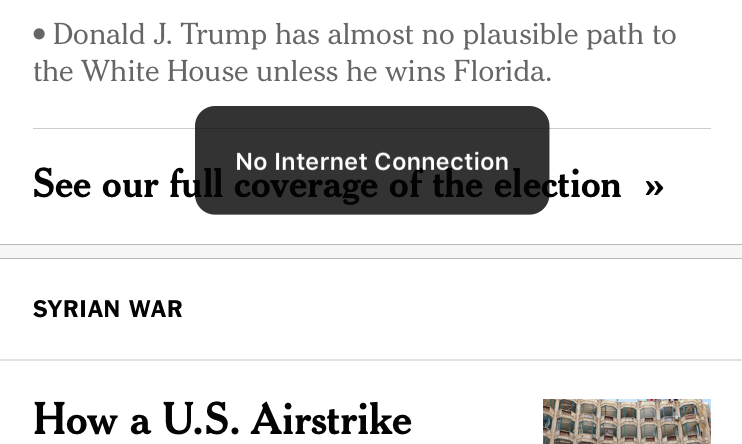 • Donald J. Trump has almost no plausible path to
the White House unless he wins Florida.
No Internet Connection
See our full coverage of the election »
SYRIAN WAR
How a U.S. Airstrike